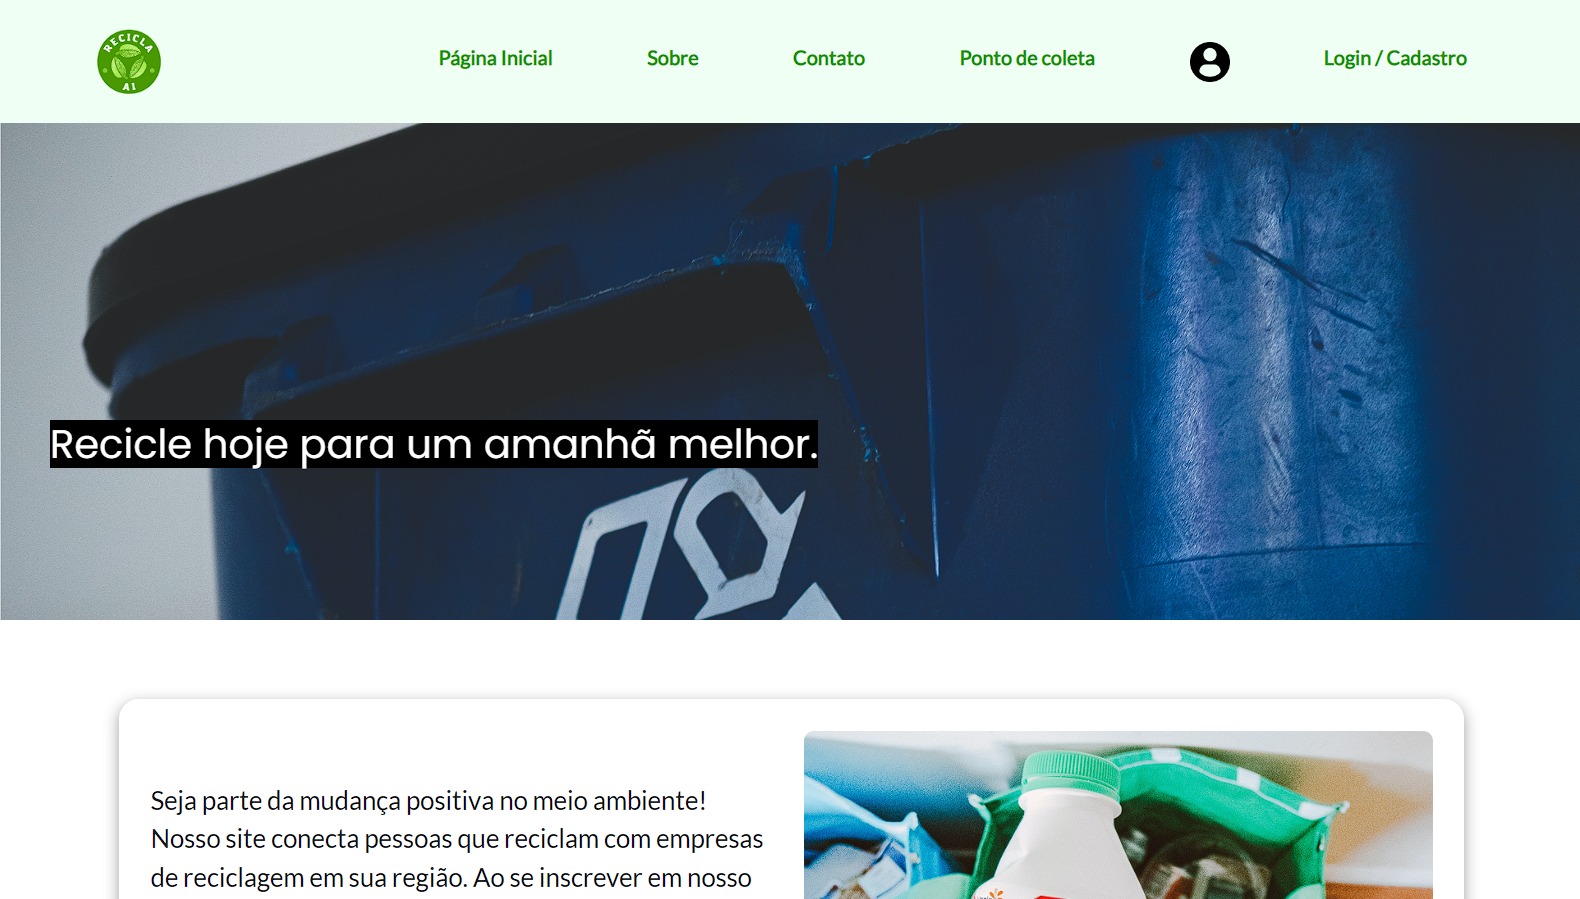 RECICLA
AI
Página Inicial
Sobre
Contato
Ponto de coleta
Login / Cadastro
Recicle hoje para um amanhã melhor.
Seja parte da mudança positiva no meio ambiente!
Nosso site conecta pessoas que reciclam com empresas
de reciclagem em sua região. Ao se inscrever em nosso